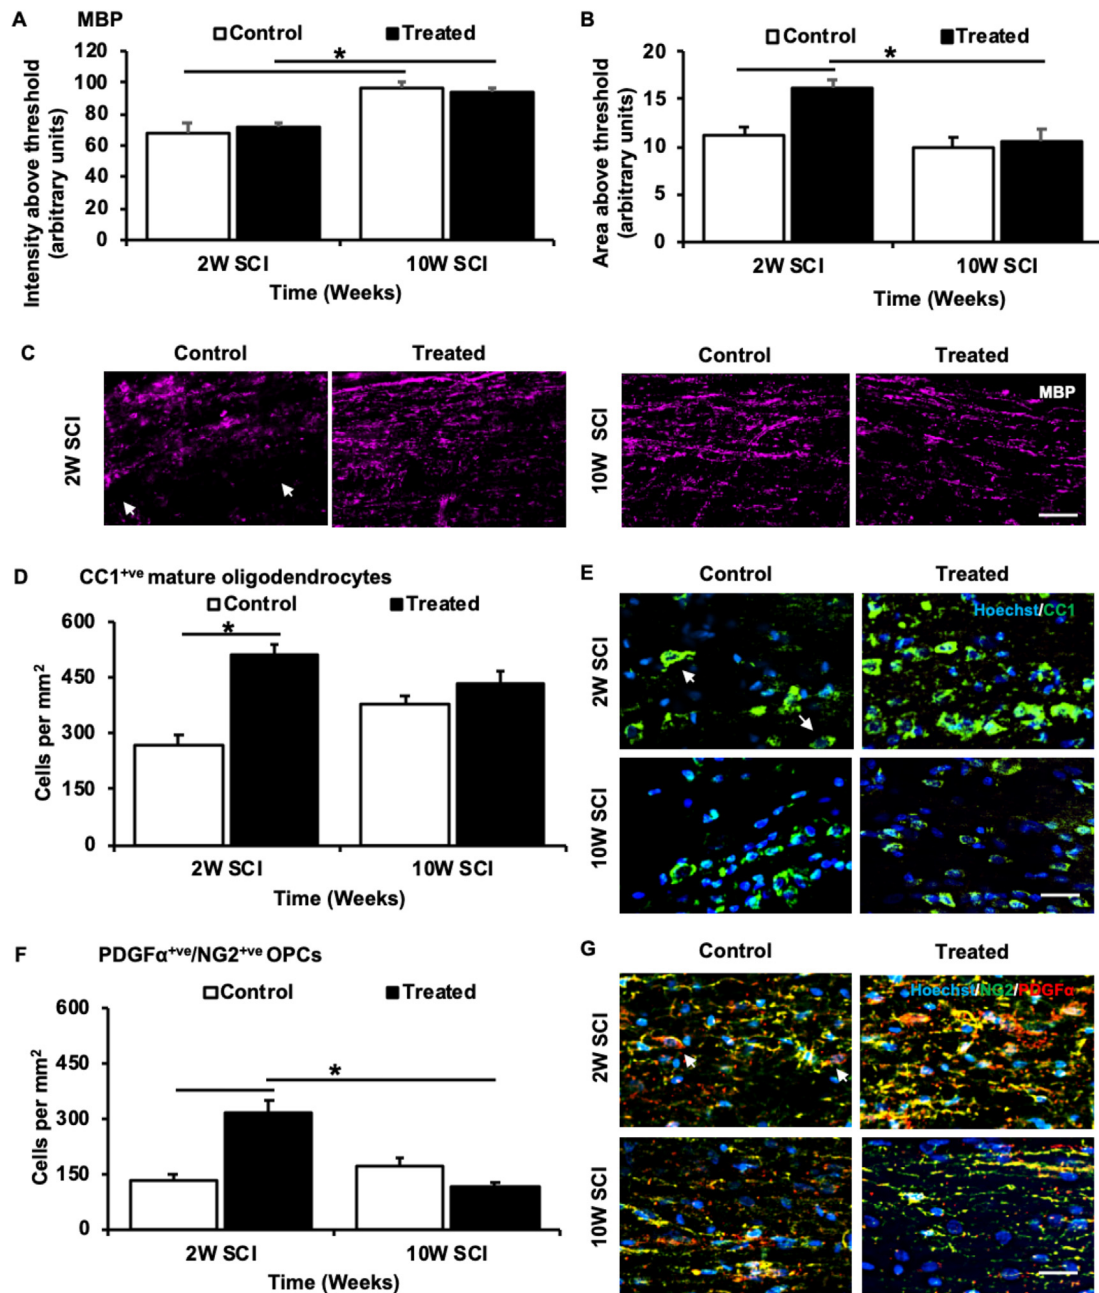 A MBP
Control Treated
*
Intensity above threshold
(arbitrary units)
120
100
80
60
40
20
0
2W SCI 10W SCI
Time (Weeks)
B
Control Treated
*
Area above threshold
(arbitrary units)
20
15
10
5
0
2W SCI 10W SCI
Time (Weeks)
C
Control Treated Control Treated
2W SCI
10W SCI
MBP
D CC1+ve mature oligodendrocytes
Control Treated
*
Cells per mm2
600
450
300
150
0
2W SCI 10W SCI
Time (Weeks)
E
Control Treated
2W SCI
Hoechst/CC1
10W SCI
F PDGFα+ve/NG2+ve OPCs
Control Treated
*
Cells per mm2
600
450
300
150
0
2W SCI 10W SCI
Time (Weeks)
G
Control Treated
2W SCI
Hoechst/NG2/PDGFα
10W SCI